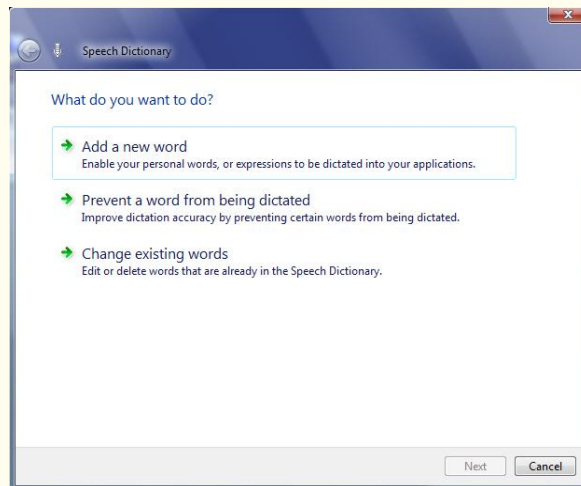 Speech Dictionary
What do you want to do?
Add a new word
Enable your personal words, or expressions to be dictated into your applications.
Prevent a word from being dictated
Improve dictation accuracy by preventing certain words from being dictated.
Change existing words
Edit or delete words that are already in the Speech Dictionary.
Next Cancel